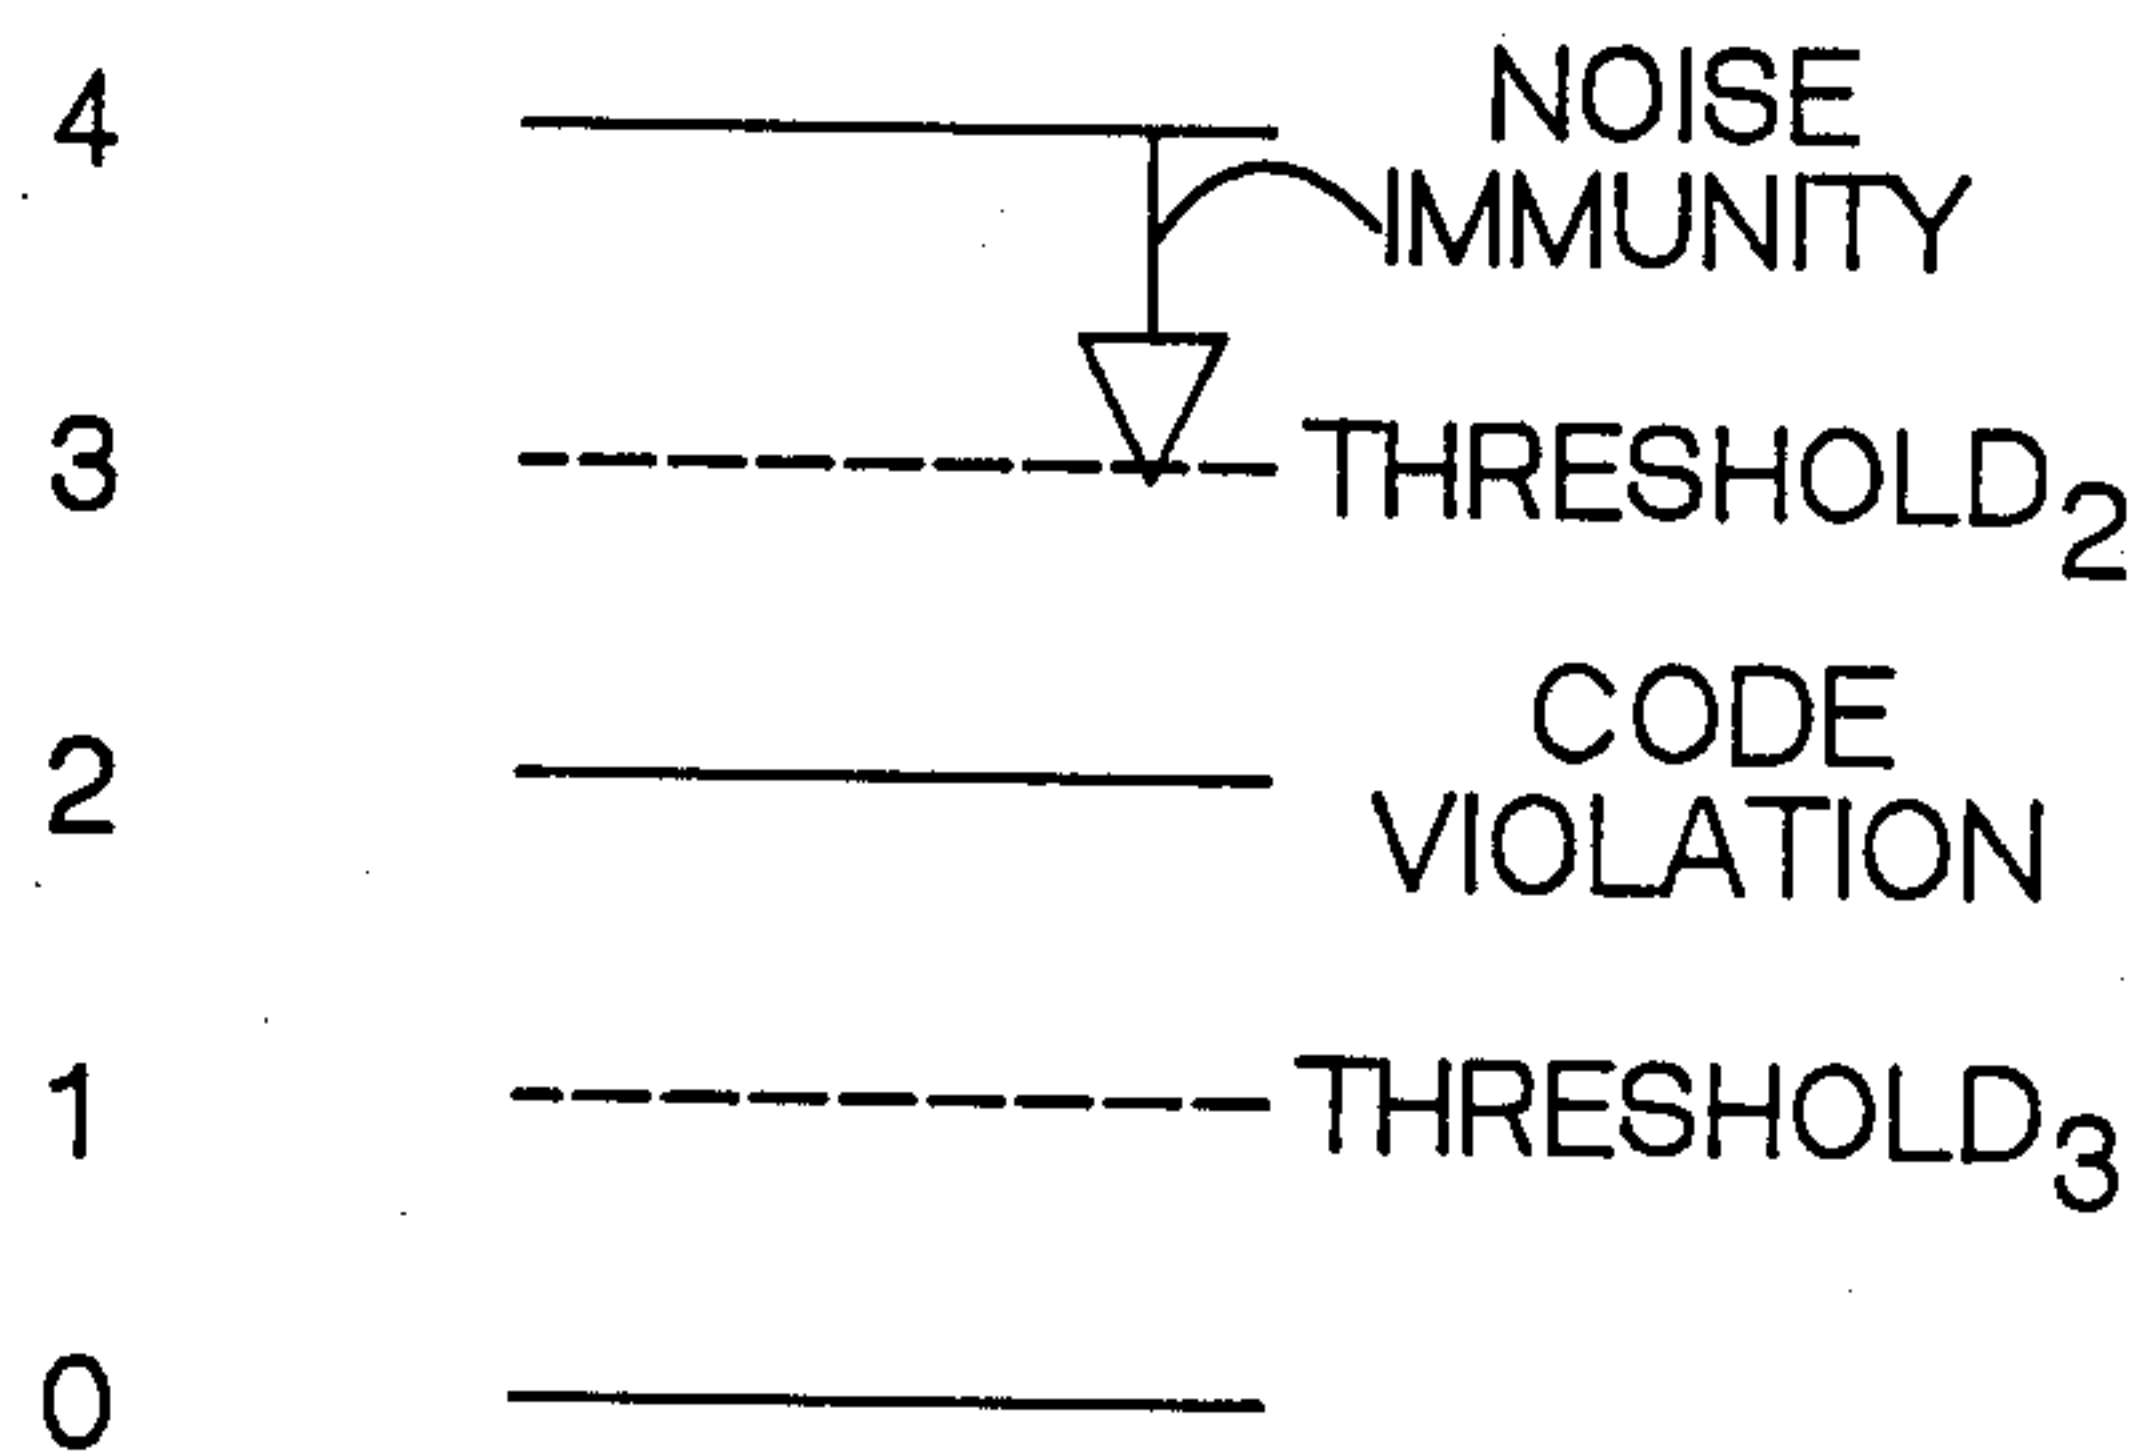 4
NOISE
IMMUNITY
3
THRESHOLD2
2
CODE
VIOLATION
1
THRESHOLD3
0